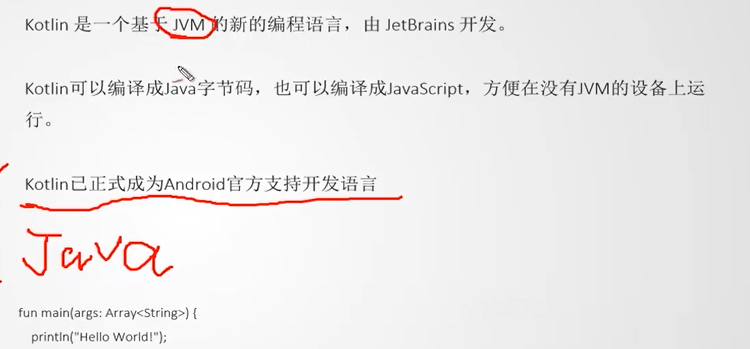 Kotlin 是一个基于 JVM 的新的编程语言，由 JetBrains 开发。
Kotlin可以编译成Java字节码，也可以编译成JavaScript，方便在没有JVM的设备上运
行。
Kotlin已正式成为Android官方支持开发语言
Java
fun main(args: Array<String>) {
println("Hello World!");